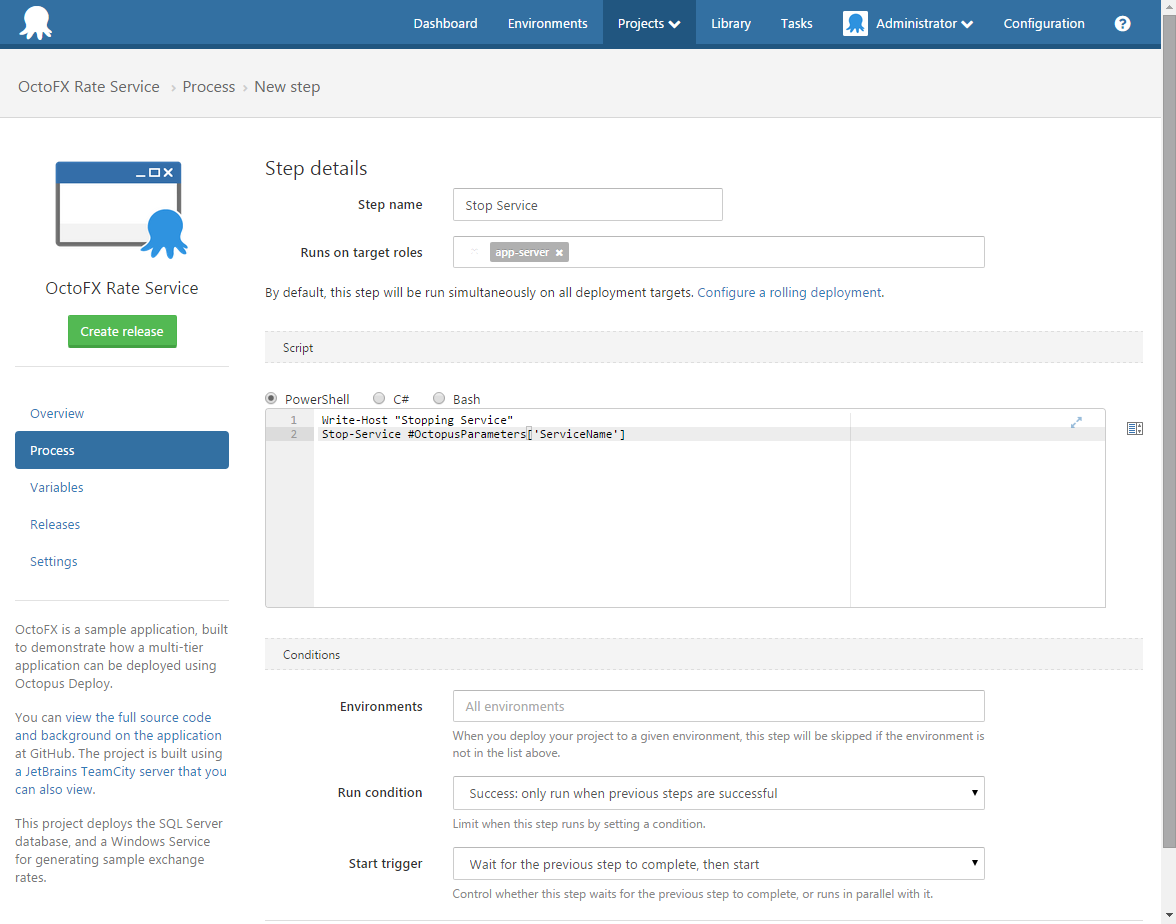 Dashboard Environments Projects Library Tasks Administrator Configuration ?
OctoFX Rate Service › Process › New step
OctoFX Rate Service
Create release
Overview
Process
Variables
Releases
Settings
OctoFX is a sample application, built
to demonstrate how a multi-tier
application can be deployed using
Octopus Deploy.
You can view the full source code
and background on the application
at GitHub. The project is built using
a JetBrains TeamCity server that you
can also view.
This project deploys the SQL Server
database, and a Windows Service
for generating sample exchange
rates.
Step details
Step name Stop Service
Runs on target roles app-server ×
By default, this step will be run simultaneously on all deployment targets. Configure a rolling deployment.
Script
PowerShell C# Bash
1 Write-Host "Stopping Service"
2 Stop-Service #OctopusParameters['ServiceName']
Conditions
Environments All environments
When you deploy your project to a given environment, this step will be skipped if the environment is
not in the list above.
Run condition Success: only run when previous steps are successful
Limit when this step runs by setting a condition.
Start trigger Wait for the previous step to complete, then start
Control whether this step waits for the previous step to complete, or runs in parallel with it.